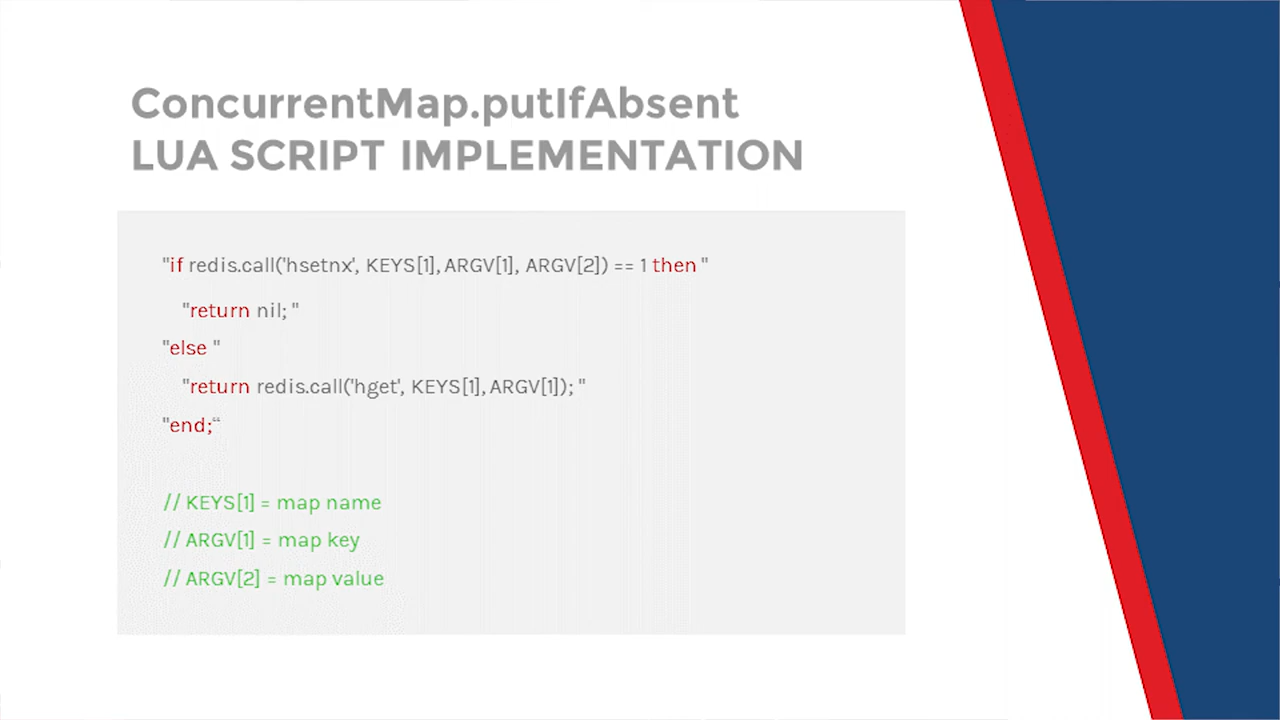 ConcurrentMap.putIfAbsent
LUA SCRIPT IMPLEMENTATION
"if redis.call('hsetnx', KEYS[1], ARGV[1], ARGV[2]) == 1 then "
"return nil; "
"else "
"return redis.call('hget', KEYS[1], ARGV[1]); "
"end;“
// KEYS[1] = map name
// ARGV[1] = map key
// ARGV[2] = map value